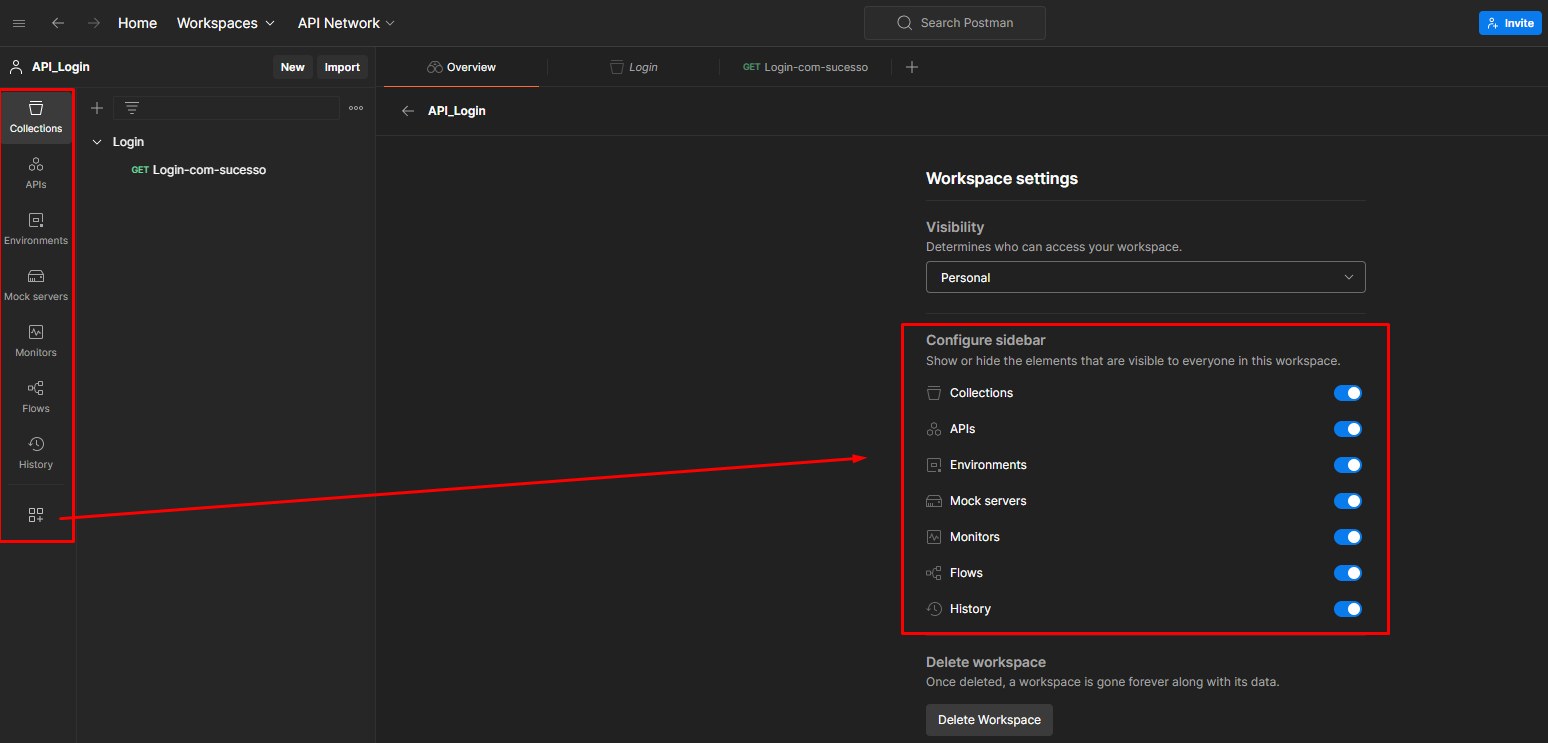 Home Workspaces API Network Search Postman Invite
API_Login New Import Overview Login GET Login-com-sucesso
API_Login
Collections
APIs
Environments
Mock servers
Monitors
Flows
History
Login
GET Login-com-sucesso
Workspace settings
Visibility
Determines who can access your workspace.
Personal
Configure sidebar
Show or hide the elements that are visible to everyone in this workspace.
Collections
APIs
Environments
Mock servers
Monitors
Flows
History
Delete workspace
Once deleted, a workspace is gone forever along with its data.
Delete Workspace